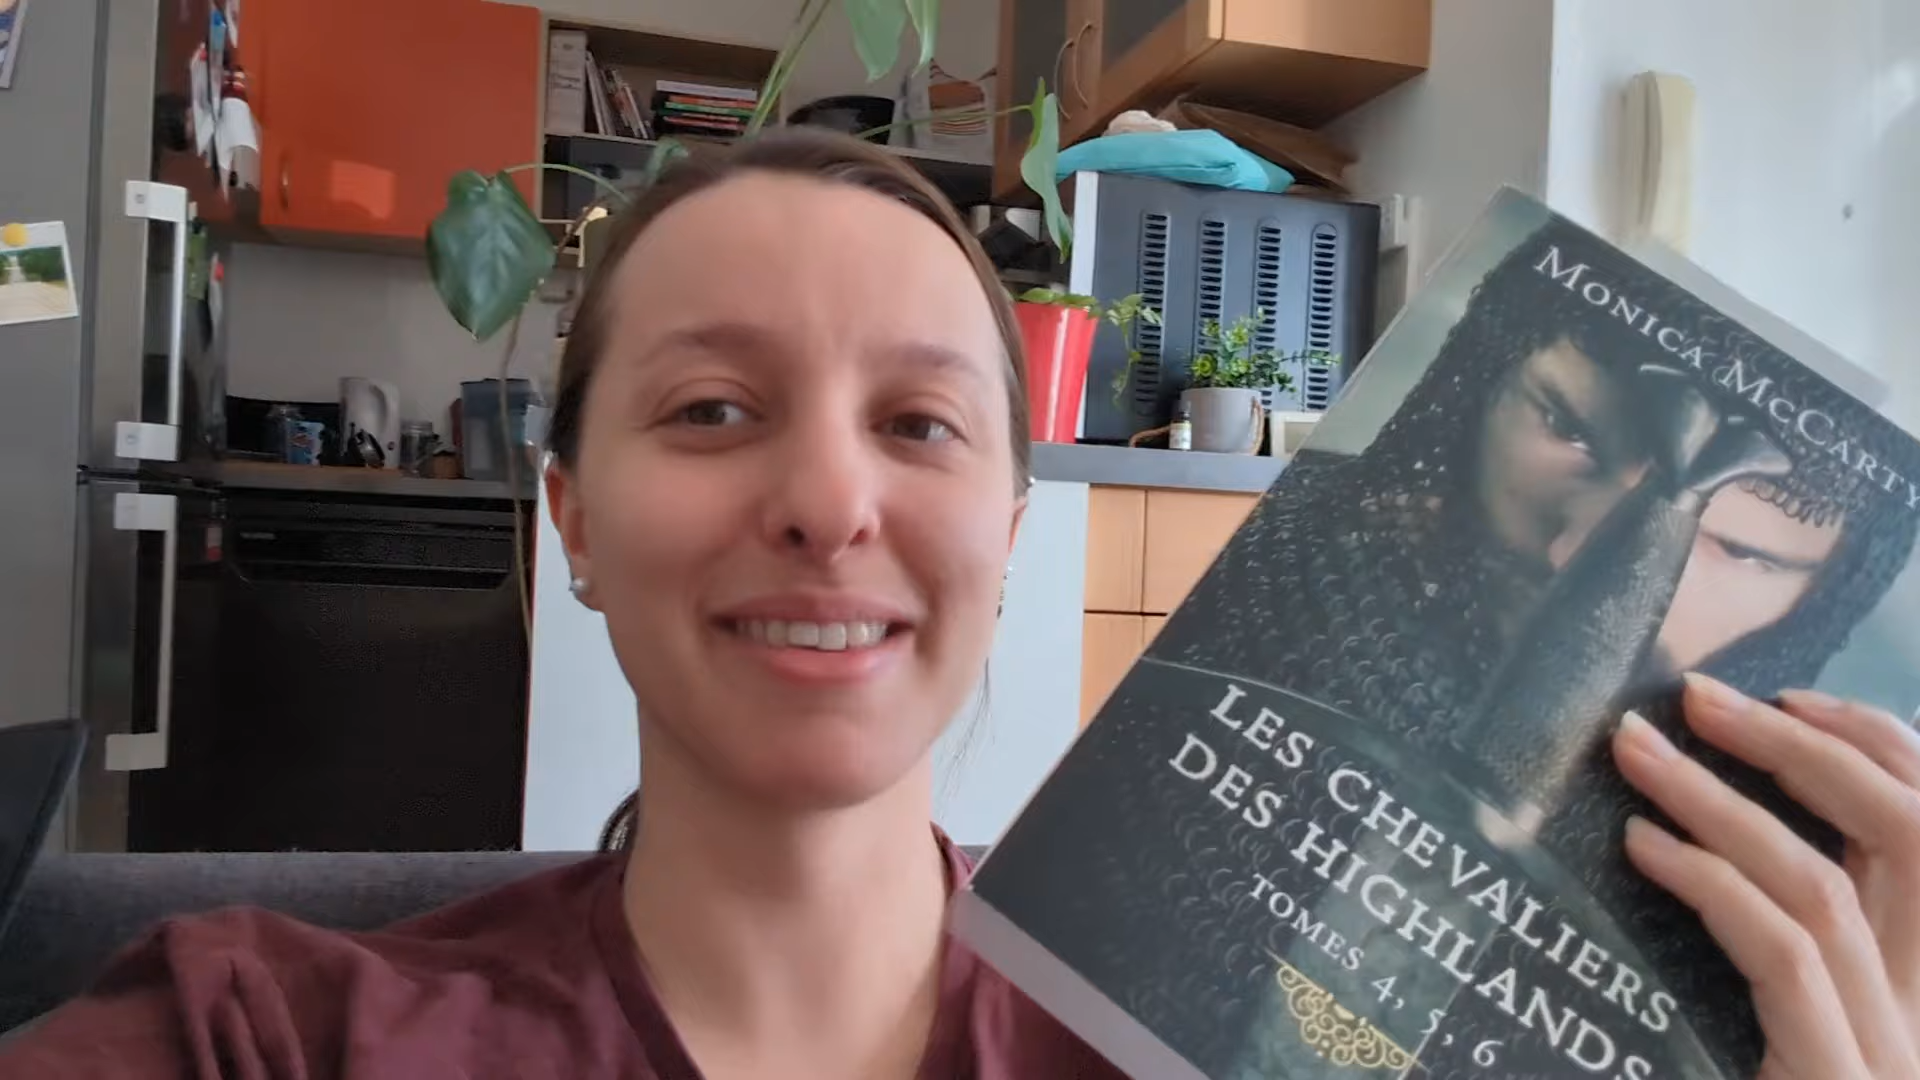 MONICA MCCARTY
LES CHEVALIERS
DES HIGHLANDS
TOMES 4, 5, 6